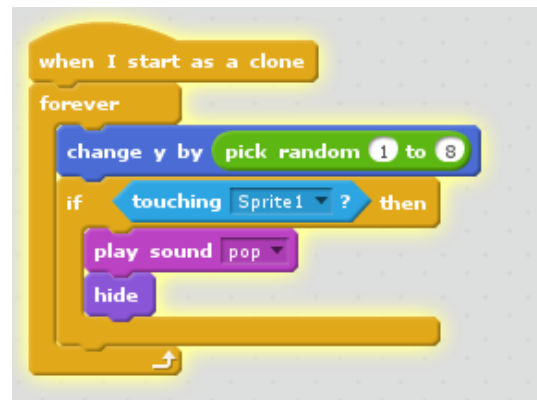 when I start as a clone
forever
change y by pick random 1 to 8
if touching Sprite1 ? then
play sound pop
hide